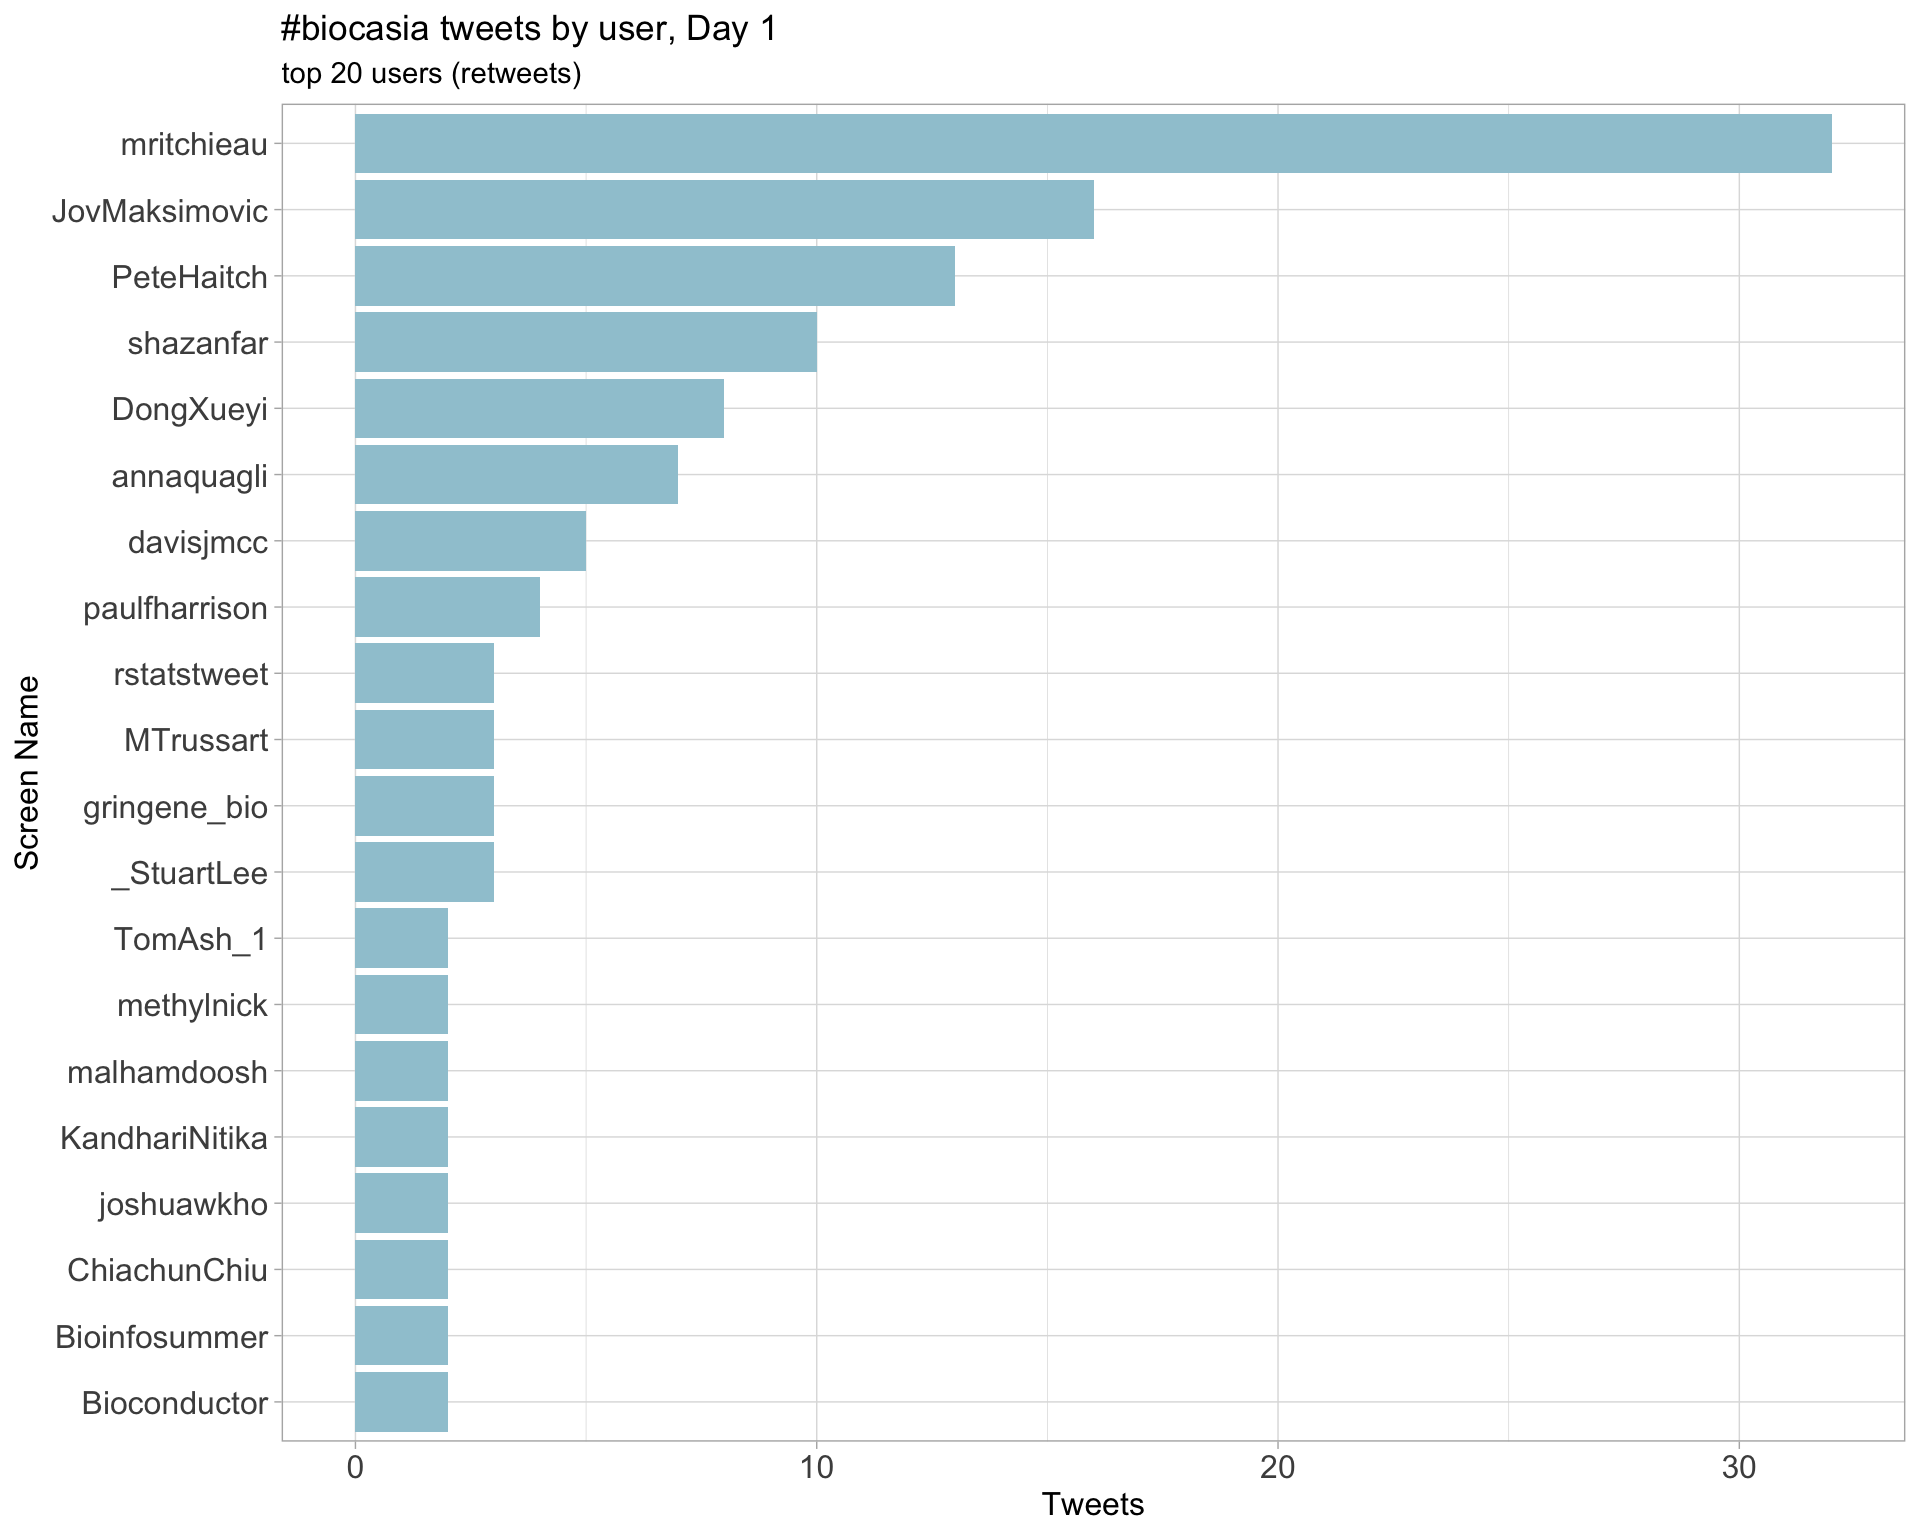 #biocasia tweets by user, Day 1
top 20 users (retweets)
Screen Name
mritchieau
JovMaksimovic
PeteHaitch
shazanfar
DongXueyi
annaquagli
davisjmcc
paulfharrison
rstatstweet
MTrussart
gringene_bio
_StuartLee
TomAsh_1
methylnick
malhamdoosh
KandhariNitika
joshuawkho
ChiachunChiu
Bioinfosummer
Bioconductor
0 10 20 30
Tweets